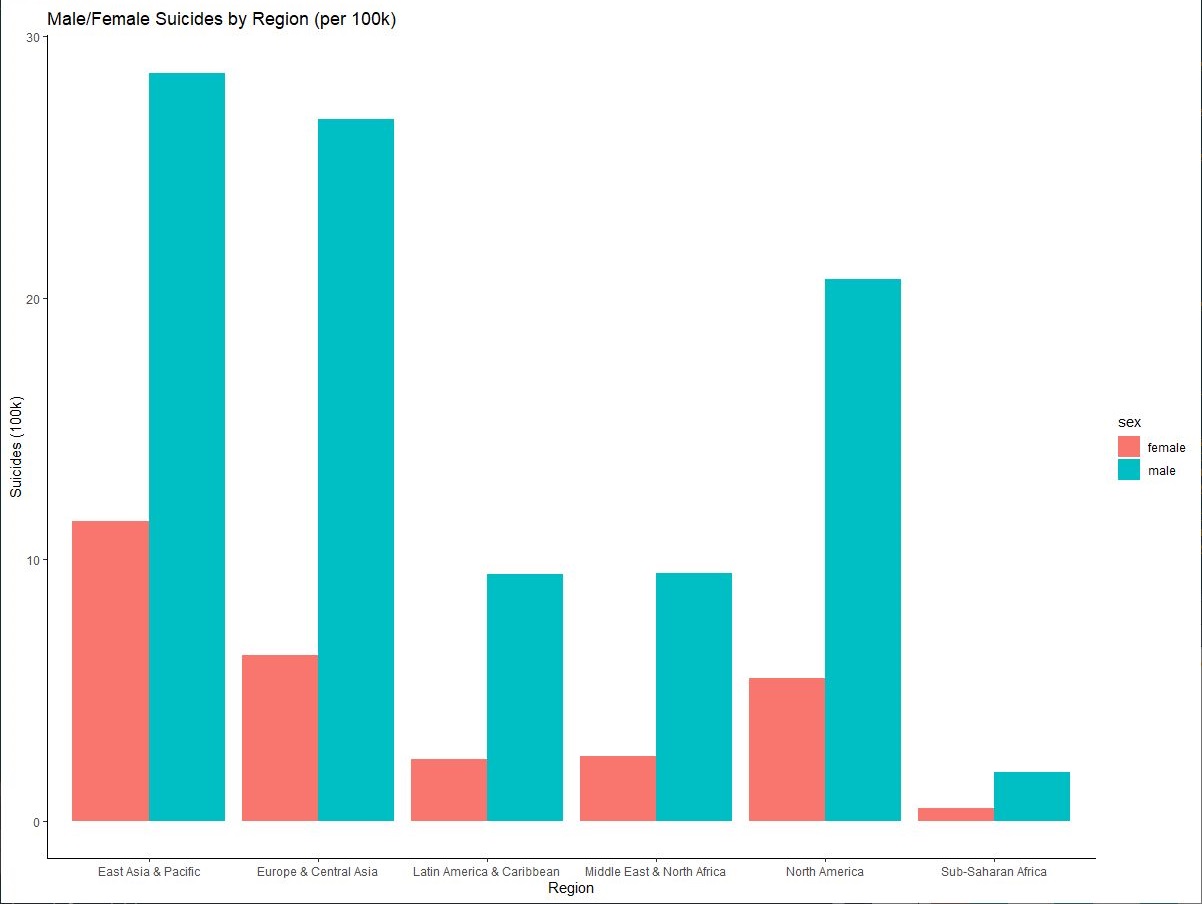 Male/Female Suicides by Region (per 100k)
30
20
10
0
Suicides (100k)
East Asia & Pacific
Europe & Central Asia
Latin America & Caribbean
Middle East & North Africa
North America
Sub-Saharan Africa
Region
sex
female
male